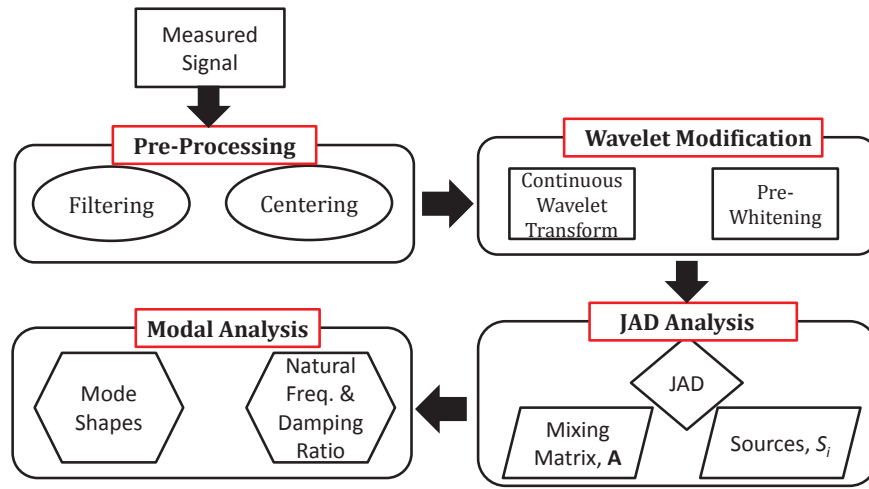 Measured
Signal
Pre-Processing
Filtering
Centering
Wavelet Modification
Continuous
Wavelet
Transform
Pre-
Whitening
JAD Analysis
JAD
Mixing
Matrix, A
Sources, Si
Modal Analysis
Mode
Shapes
Natural
Freq. &
Damping
Ratio